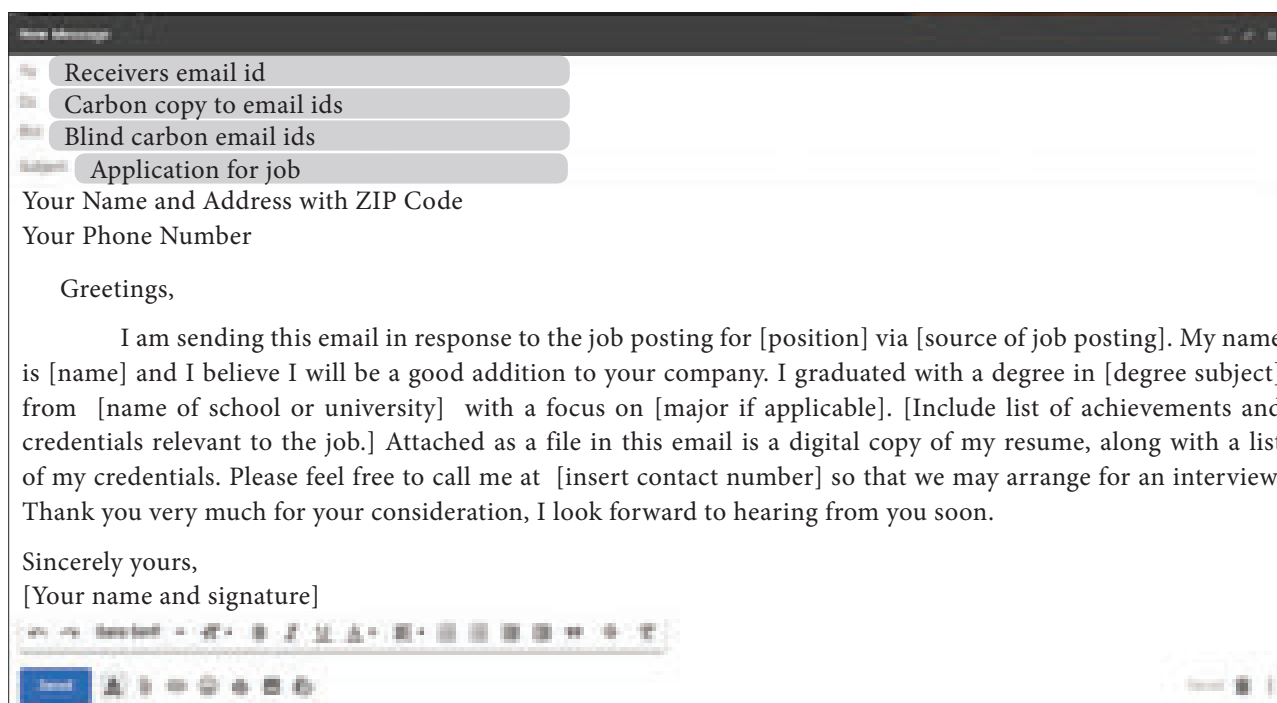 New Message
Receivers email id
Carbon copy to email ids
Blind carbon email ids
Application for job
Your Name and Address with ZIP Code
Your Phone Number
Greetings,
I am sending this email in response to the job posting for [position] via [source of job posting]. My name
is [name] and I believe I will be a good addition to your company. I graduated with a degree in [degree subject]
from [name of school or university] with a focus on [major if applicable]. [Include list of achievements and
credentials relevant to the job.] Attached as a file in this email is a digital copy of my resume, along with a list
of my credentials. Please feel free to call me at [insert contact number] so that we may arrange for an interview
Thank you very much for your consideration, I look forward to hearing from you soon.
Sincerely yours,
[Your name and signature]
Send